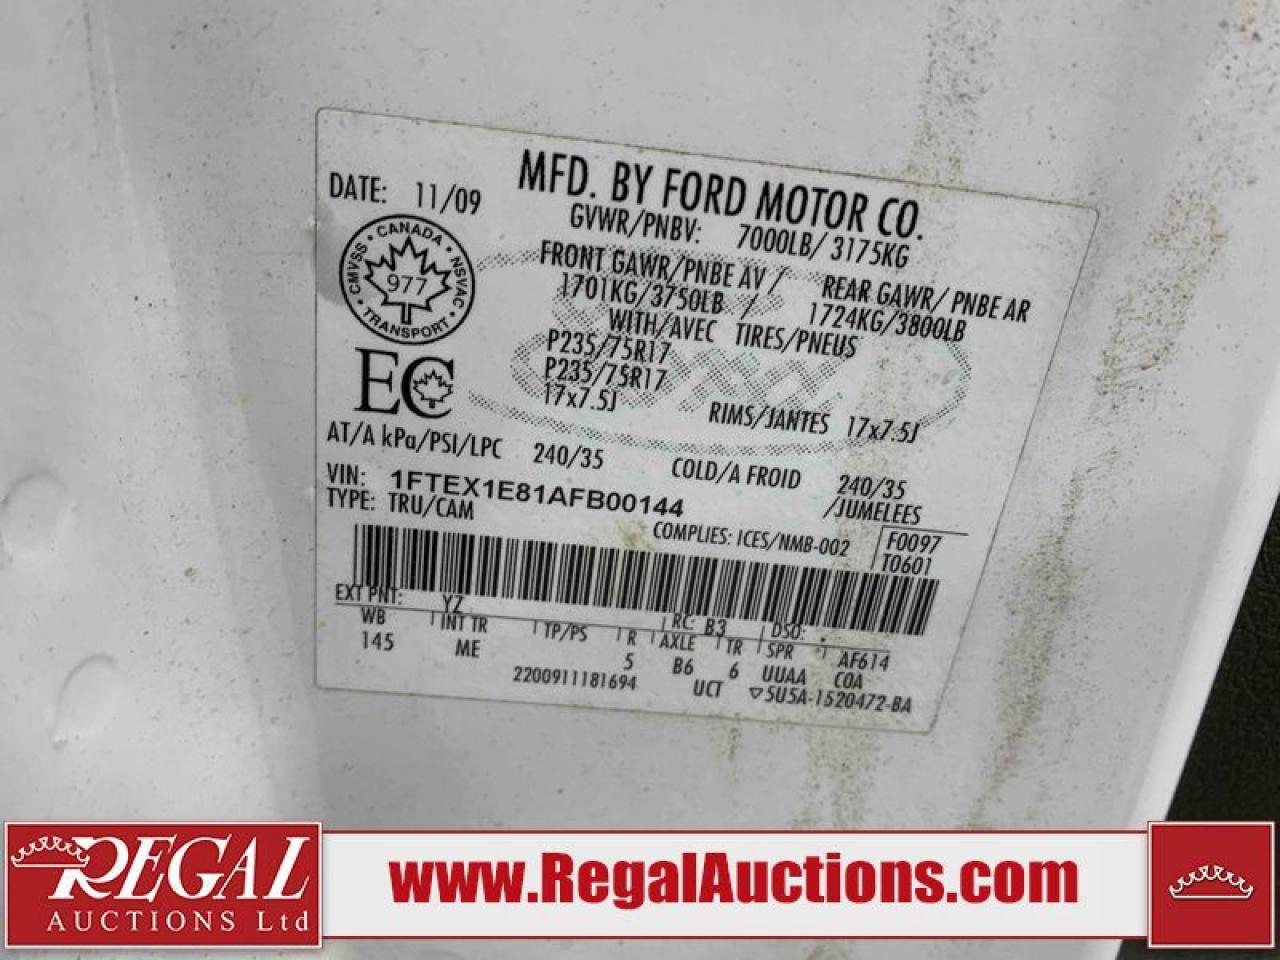 MFD. BY FORD MOTOR CO.
DATE: 11/09
GVWR/PNBV: 7000LB/ 3175KG
FRONT GAWR/PNBE AV / REAR GAWR/ PNBE AR
1701KG/3750LB / 1724KG/3800LB
WITH/AVEC TIRES/PNEUS
P235/75R17
P235/75R17
17x7.5J RIMS/JANTES 17x7.5J
CMVSS • CANADA • NSVAC • TRANSPORT •
977
EC
AT/A kPa/PSI/LPC 240/35 COLD/A FROID 240/35
VIN: 1FTEX1E81AFB00144 /JUMELEES
TYPE: TRU/CAM
COMPLIES: ICES/NMB-002 F0097
T0601
EXT PNT: YZ RC: B3 DSO:
WB INT TR TP/PS R AXLE TR SPR AF614
145 ME 5 B6 6 UUAA COA
2200911181694 UCT ▽5U5A-1520472-BA
REGAL
AUCTIONS Ltd
www.RegalAuctions.com